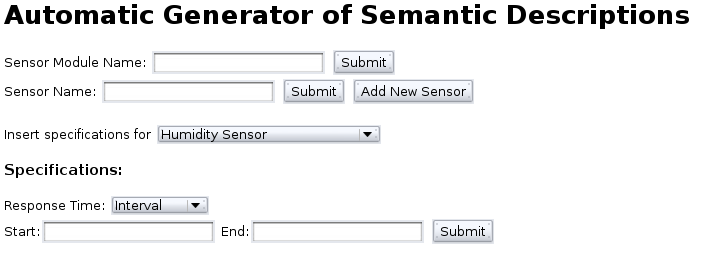 Automatic Generator of Semantic Descriptions
Sensor Module Name: Submit
Sensor Name: Submit Add New Sensor
Insert specifications for Humidity Sensor
Specifications:
Response Time: Interval
Start: End: Submit